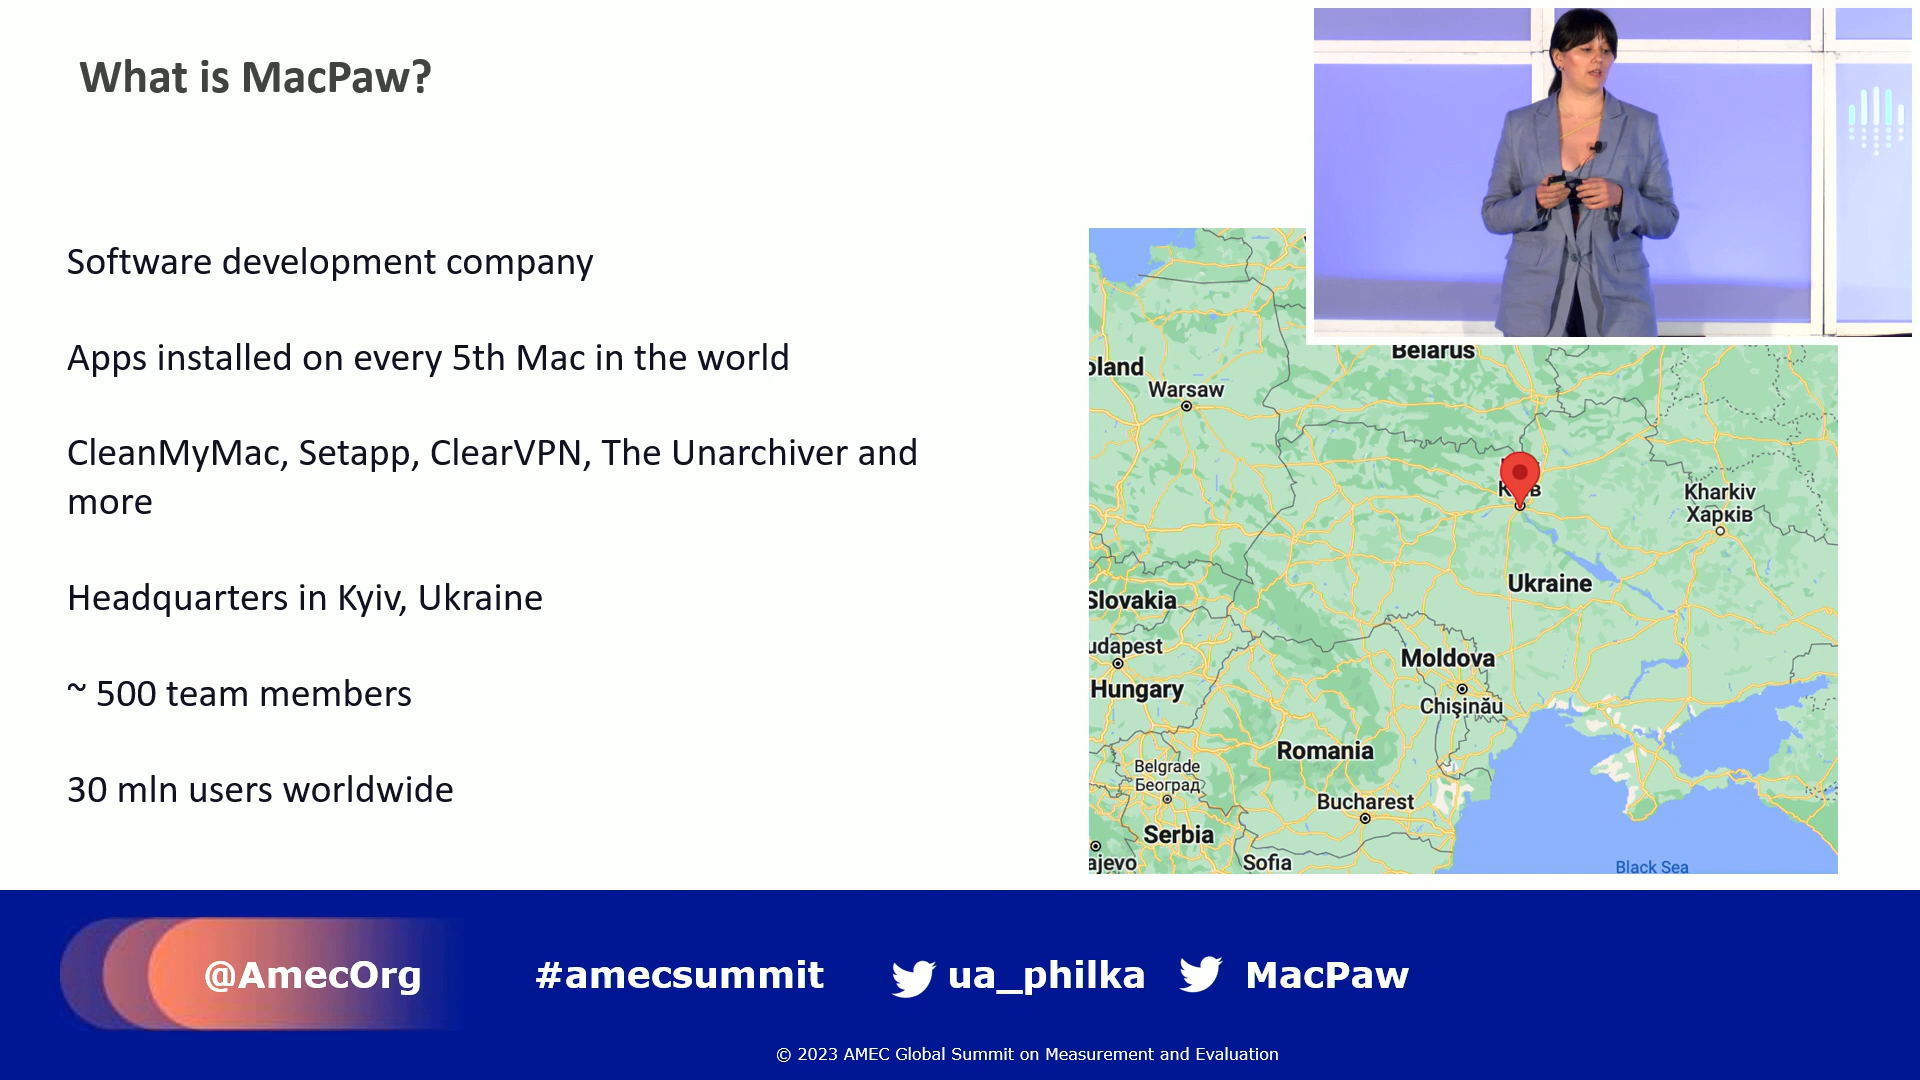 What is MacPaw?
Software development company
Apps installed on every 5th Mac in the world
CleanMyMac, Setapp, ClearVPN, The Unarchiver and
more
Headquarters in Kyiv, Ukraine
~ 500 team members
30 mln users worldwide
Belarus
oland
Warsaw
Kharkiv
Харків
Ukraine
Slovakia
udapest
Moldova
Hungary
Chişinău
Romania
Belgrade
Београд
Bucharest
Serbia
ajevo
Sofia
Black Sea
@AmecOrg
#amecsummit
ua_philka
MacPaw
© 2023 AMEC Global Summit on Measurement and Evaluation